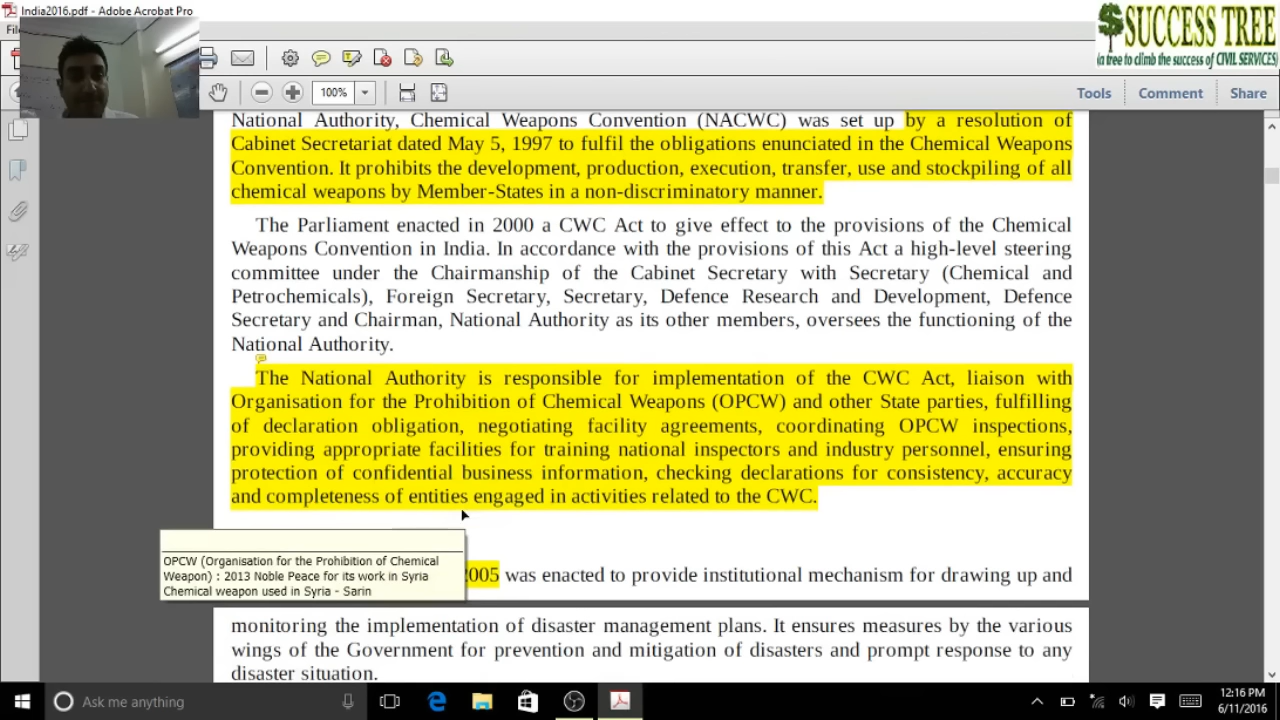 India2016.pdf - Adobe Acrobat Pro
SUCCESS TREE
(a tree to climb the success of CIVIL SERVICES)
100%
Tools
Comment
Share
National Authority, Chemical Weapons Convention (NACWC) was set up by a resolution of
Cabinet Secretariat dated May 5, 1997 to fulfil the obligations enunciated in the Chemical Weapons
Convention. It prohibits the development, production, execution, transfer, use and stockpiling of all
chemical weapons by Member-States in a non-discriminatory manner.
The Parliament enacted in 2000 a CWC Act to give effect to the provisions of the Chemical
Weapons Convention in India. In accordance with the provisions of this Act a high-level steering
committee under the Chairmanship of the Cabinet Secretary with Secretary (Chemical and
Petrochemicals), Foreign Secretary, Secretary, Defence Research and Development, Defence
Secretary and Chairman, National Authority as its other members, oversees the functioning of the
National Authority.
The National Authority is responsible for implementation of the CWC Act, liaison with
Organisation for the Prohibition of Chemical Weapons (OPCW) and other State parties, fulfilling
of declaration obligation, negotiating facility agreements, coordinating OPCW inspections,
providing appropriate facilities for training national inspectors and industry personnel, ensuring
protection of confidential business information, checking declarations for consistency, accuracy
and completeness of entities engaged in activities related to the CWC.
OPCW (Organisation for the Prohibition of Chemical
Weapon) : 2013 Noble Peace for its work in Syria
Chemical weapon used in Syria - Sarin
2005 was enacted to provide institutional mechanism for drawing up and
monitoring the implementation of disaster management plans. It ensures measures by the various
wings of the Government for prevention and mitigation of disasters and prompt response to any
disaster situation.
Ask me anything
12:16 PM
6/11/2016